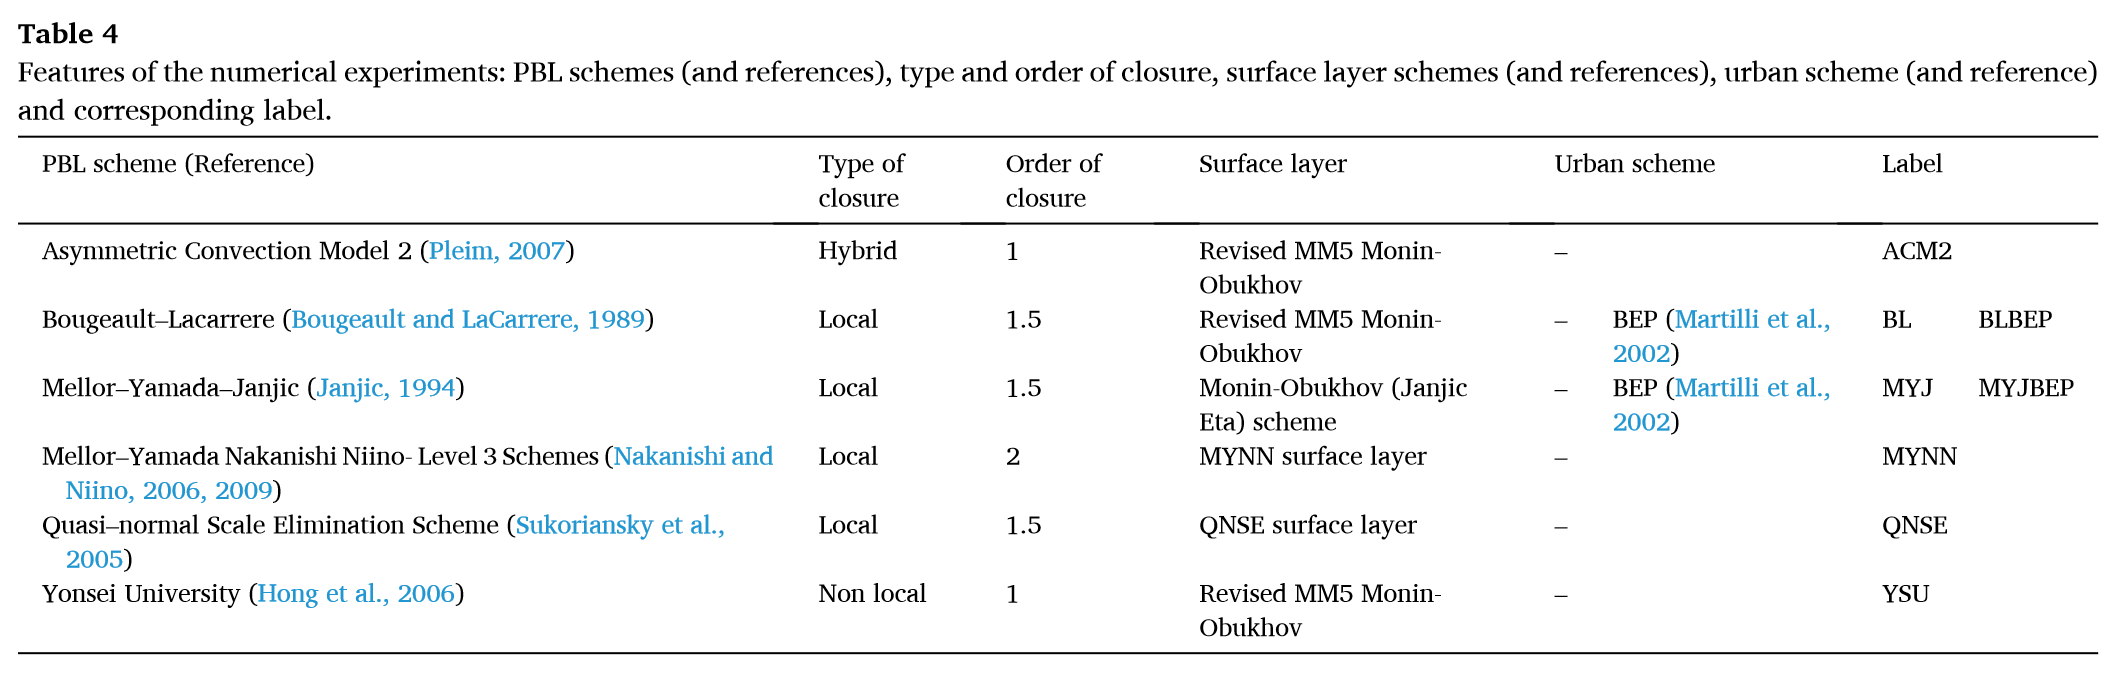 Table 4
Features of the numerical experiments: PBL schemes (and references), type and order of closure, surface layer schemes (and references), urban scheme (and reference)
and corresponding label.
PBL scheme (Reference) Type of closure Order of closure Surface layer Urban scheme Label
Asymmetric Convection Model 2 (Pleim, 2007) Hybrid 1 Revised MM5 Monin-Obukhov – ACM2
Bougeault–Lacarrere (Bougeault and LaCarrere, 1989) Local 1.5 Revised MM5 Monin-Obukhov – BEP (Martilli et al., 2002) BL BLBEP
Mellor–Yamada–Janjic (Janjic, 1994) Local 1.5 Monin-Obukhov (Janjic Eta) scheme – BEP (Martilli et al., 2002) MYJ MYJBEP
Mellor–Yamada Nakanishi Niino- Level 3 Schemes (Nakanishi and Niino, 2006, 2009) Local 2 MYNN surface layer – MYNN
Quasi–normal Scale Elimination Scheme (Sukoriansky et al., 2005) Local 1.5 QNSE surface layer – QNSE
Yonsei University (Hong et al., 2006) Non local 1 Revised MM5 Monin-Obukhov – YSU